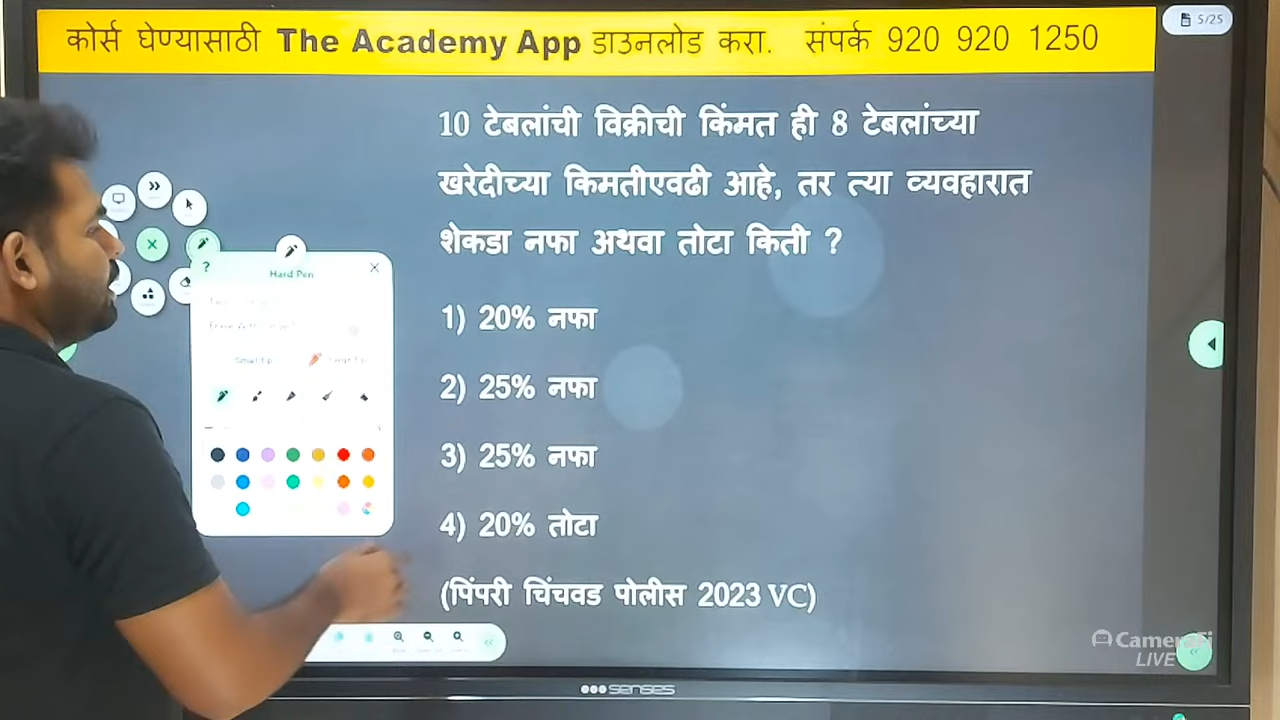 कोर्स घेण्यासाठी The Academy App डाउनलोड करा. संपर्क 920 920 1250
5/25
10 टेबलांची विक्रीची किंमत ही 8 टेबलांच्या
खरेदीच्या किमतीएवढी आहे, तर त्या व्यवहारात
शेकडा नफा अथवा तोटा किती ?
?
Hard Pen
1) 20% नफा
2) 25% नफा
3) 25% नफा
4) 20% तोटा
(पिंपरी चिंचवड पोलीस 2023 VC)
CameraFi
LIVE
senses